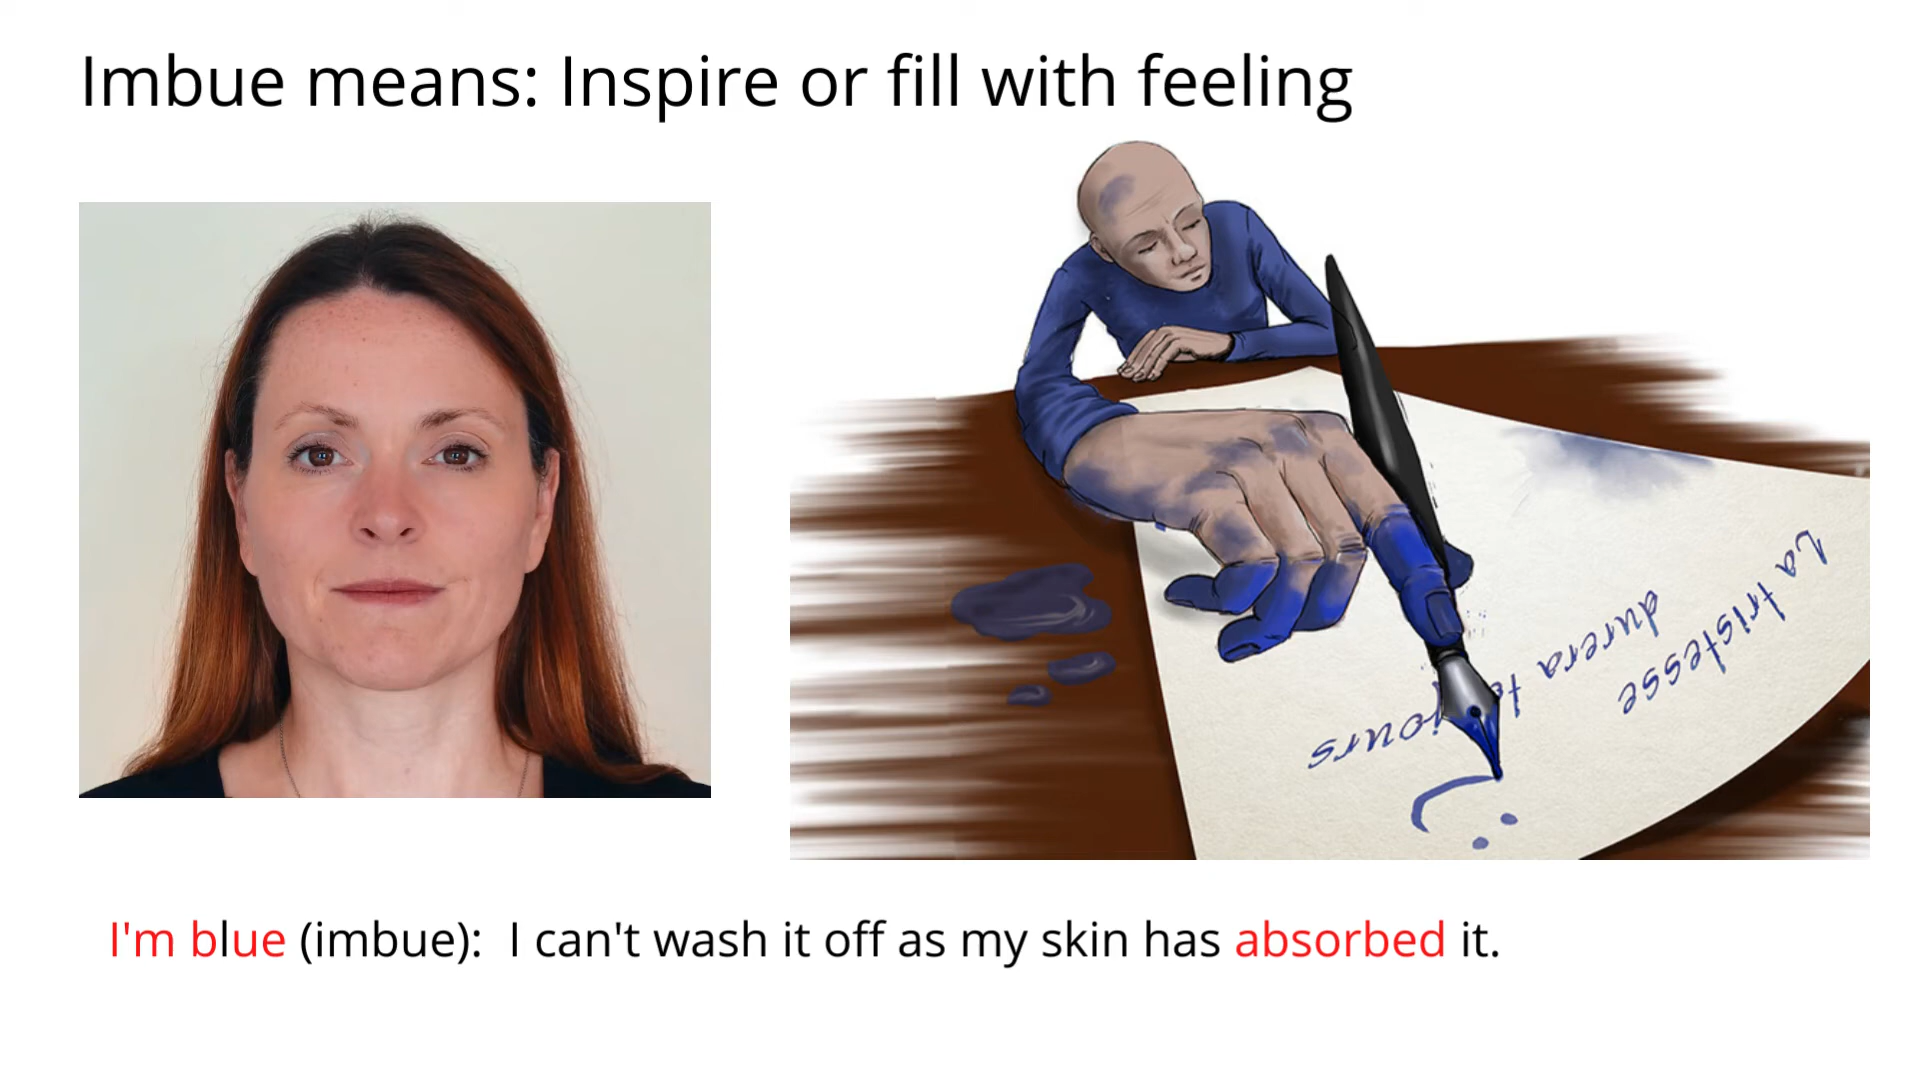 Imbue means: Inspire or fill with feeling
La tristesse
durera
jours
I'm blue (imbue):  I can't wash it off as my skin has absorbed it.